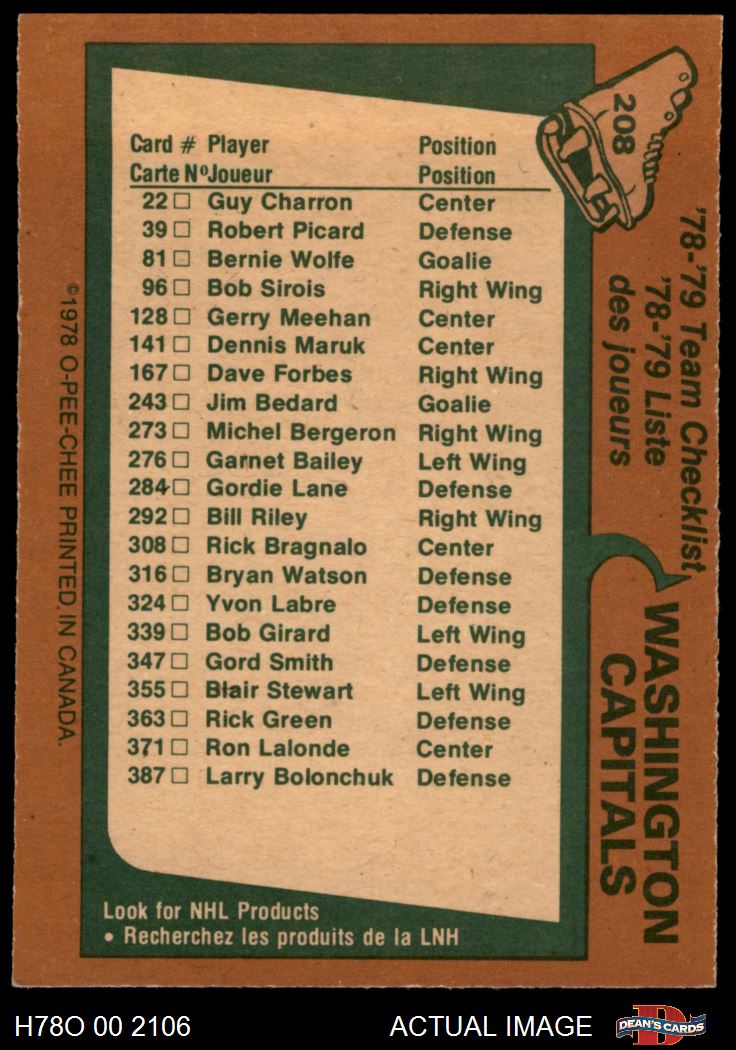 208
'78-'79 Team Checklist
'78-'79 Liste
des joueurs
WASHINGTON
CAPITALS
Card # Player Position
Carte Nº Joueur Position
22 □ Guy Charron Center
39 □ Robert Picard Defense
81 □ Bernie Wolfe Goalie
96 □ Bob Sirois Right Wing
128 □ Gerry Meehan Center
141 □ Dennis Maruk Center
167 □ Dave Forbes Right Wing
243 □ Jim Bedard Goalie
273 □ Michel Bergeron Right Wing
276 □ Garnet Bailey Left Wing
284 □ Gordie Lane Defense
292 □ Bill Riley Right Wing
308 □ Rick Bragnalo Center
316 □ Bryan Watson Defense
324 □ Yvon Labre Defense
339 □ Bob Girard Left Wing
347 □ Gord Smith Defense
355 □ Blair Stewart Left Wing
363 □ Rick Green Defense
371 □ Ron Lalonde Center
387 □ Larry Bolonchuk Defense
Look for NHL Products
• Recherchez les produits de la LNH
©1978 O-PEE-CHEE PRINTED IN CANADA.
H78O 00 2106
ACTUAL IMAGE
D
DEAN'S CARDS